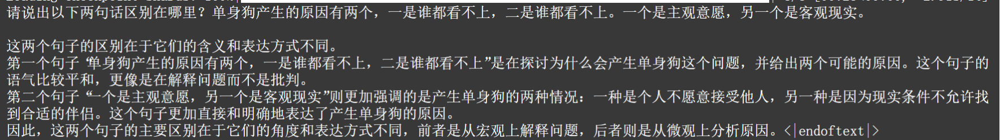 请说出以下两句话区别在哪里？单身狗产生的原因有两个，一是谁都看不上，二是谁都看不上。一个是主观意愿，另一个是客观现实。
这两个句子的区别在于它们的含义和表达方式不同。
第一个句子“单身狗产生的原因有两个，一是谁都看不上，二是谁都看不上”是在探讨为什么会产生单身狗这个问题，并给出两个可能的原因。这个句子的
语气比较平和，更像是在解释问题而不是批判。
第二个句子“一个是主观意愿，另一个是客观现实”则更加强调的是产生单身狗的两种情况：一种是个人不愿意接受他人，另一种是因为现实条件不允许找
到合适的伴侣。这个句子更加直接和明确地表达了产生单身狗的原因。
因此，这两个句子的主要区别在于它们的角度和表达方式不同，前者是从宏观上解释问题，后者则是从微观上分析原因。<|endoftext|>